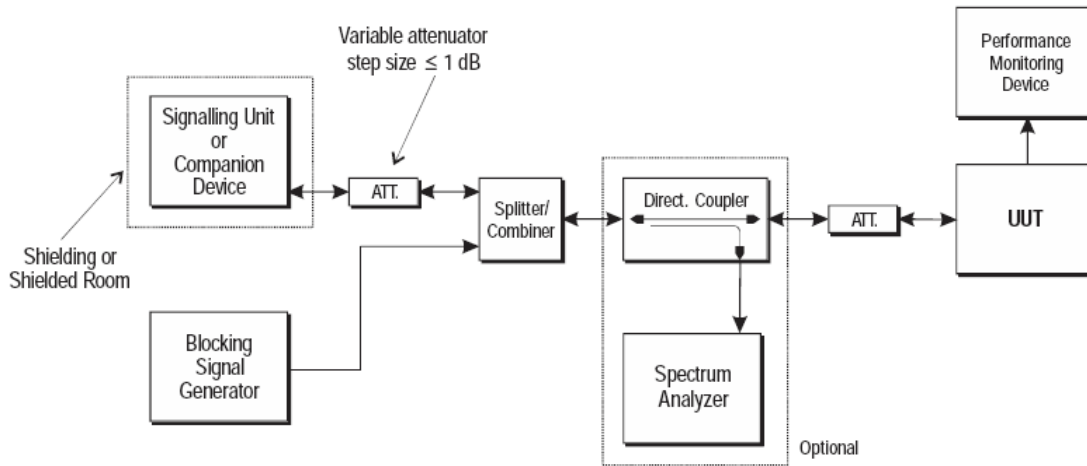 Variable attenuator
step size ≤ 1 dB
Performance
Monitoring
Device
Signalling Unit
or
Companion
Device
ATT.
Splitter/
Combiner
Direct. Coupler
ATT.
UUT
Shielding or
Shielded Room
Blocking
Signal
Generator
Spectrum
Analyzer
Optional